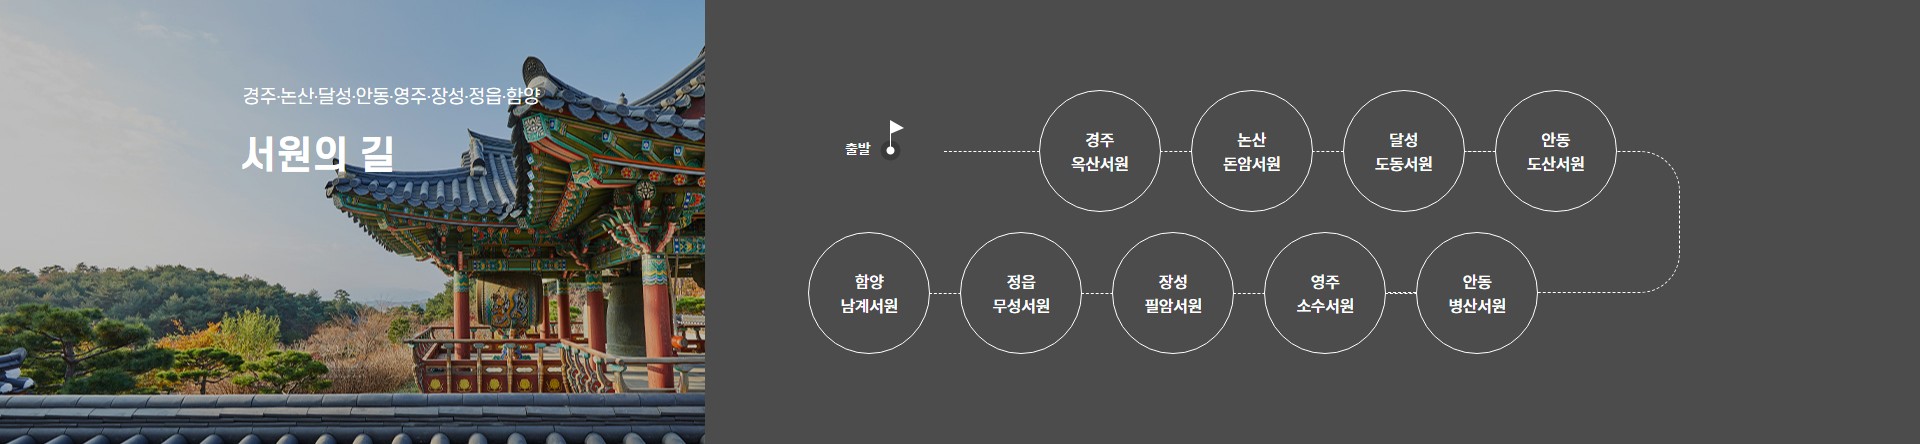 경주·논산·달성·안동·영주·장성·정읍·함양
서원의 길
출발
경주
옥산서원
논산
돈암서원
달성
도동서원
안동
도산서원
안동
병산서원
영주
소수서원
장성
필암서원
정읍
무성서원
함양
남계서원